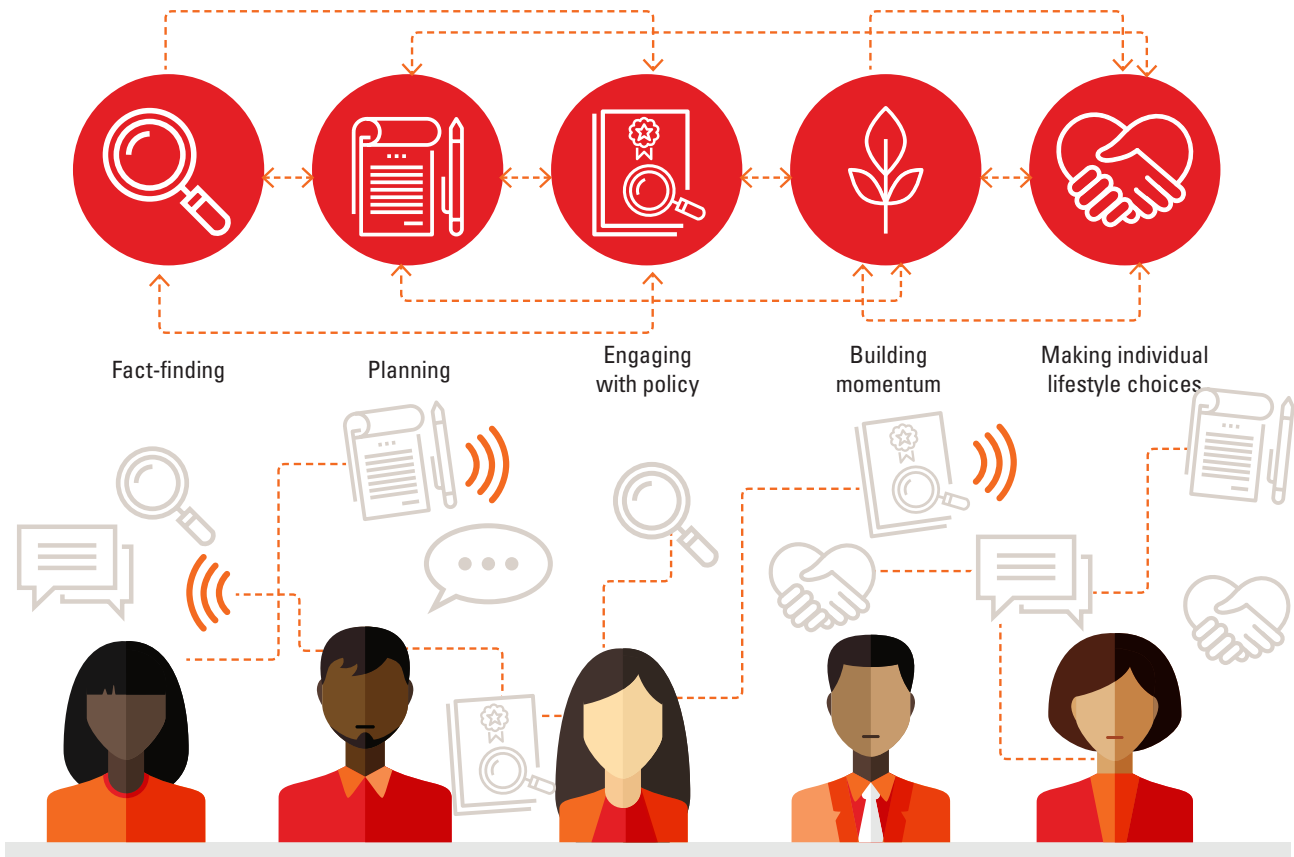 Fact-finding
Planning
Engaging
with policy
Building
momentum
Making individual
lifestyle choices